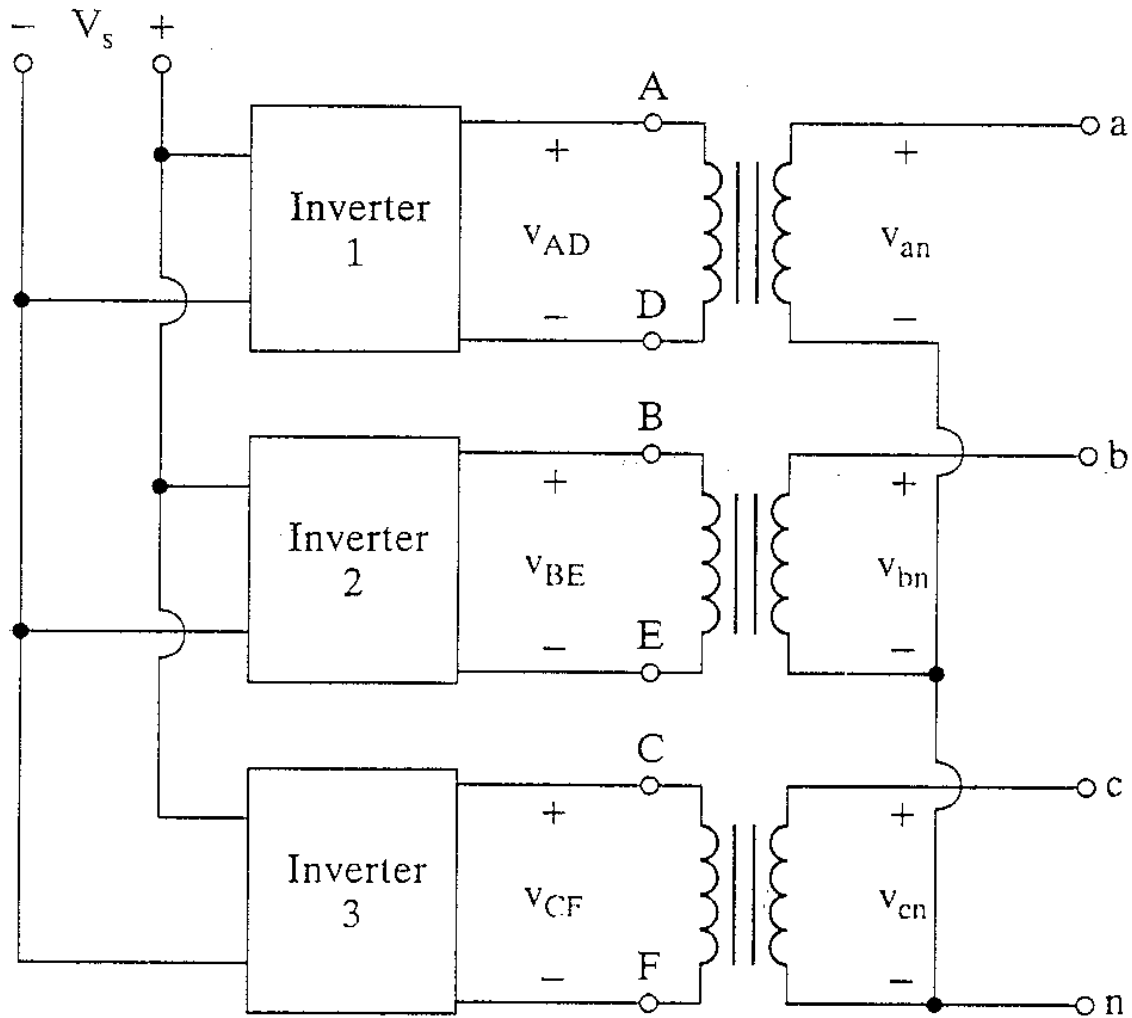 − Vs +
A
a
+
+
Inverter
1
vAD
van
−
−
D
B
b
+
+
Inverter
2
vBE
vbn
−
−
E
C
c
+
+
Inverter
3
vCF
vcn
−
−
F
n